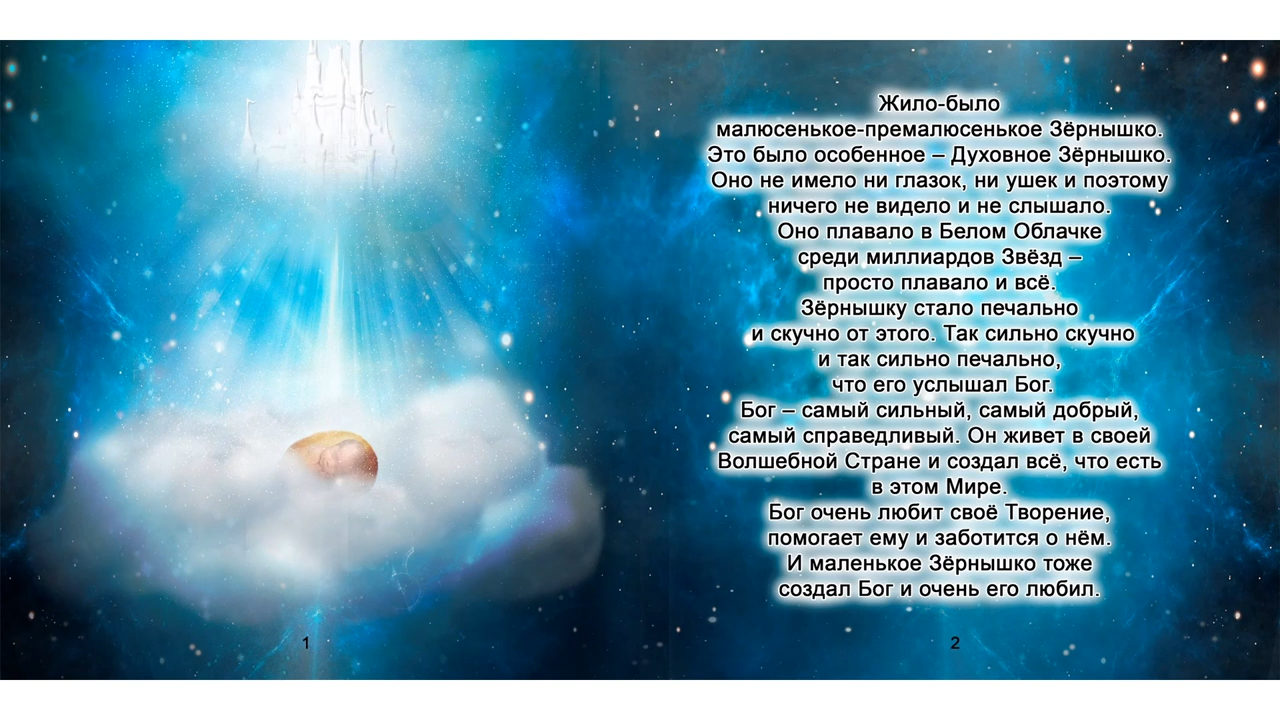 Жило-было
малюсенькое-премалюсенькое Зёрнышко.
Это было особенное – Духовное Зёрнышко.
Оно не имело ни глазок, ни ушек и поэтому
ничего не видело и не слышало.
Оно плавало в Белом Облачке
среди миллиардов Звёзд –
просто плавало и всё.
Зёрнышку стало печально
и скучно от этого. Так сильно скучно
и так сильно печально,
что его услышал Бог.
Бог – самый сильный, самый добрый,
самый справедливый. Он живет в своей
Волшебной Стране и создал всё, что есть
в этом Мире.
Бог очень любит своё Творение,
помогает ему и заботится о нём.
И маленькое Зёрнышко тоже
создал Бог и очень его любил.
1
2